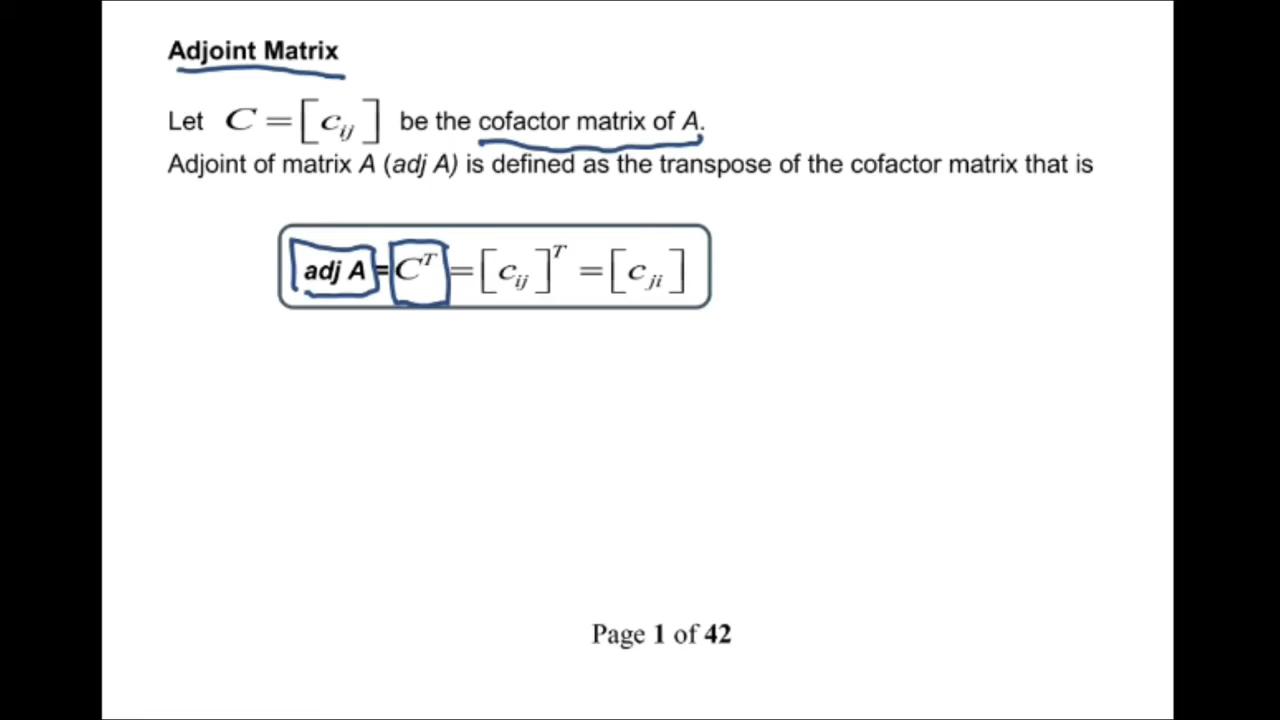 Adjoint Matrix
Let C = [c_ij] be the cofactor matrix of A.
Adjoint of matrix A (adj A) is defined as the transpose of the cofactor matrix that is
adj A = C^T = [c_ij]^T = [c_ji]
Page 1 of 42